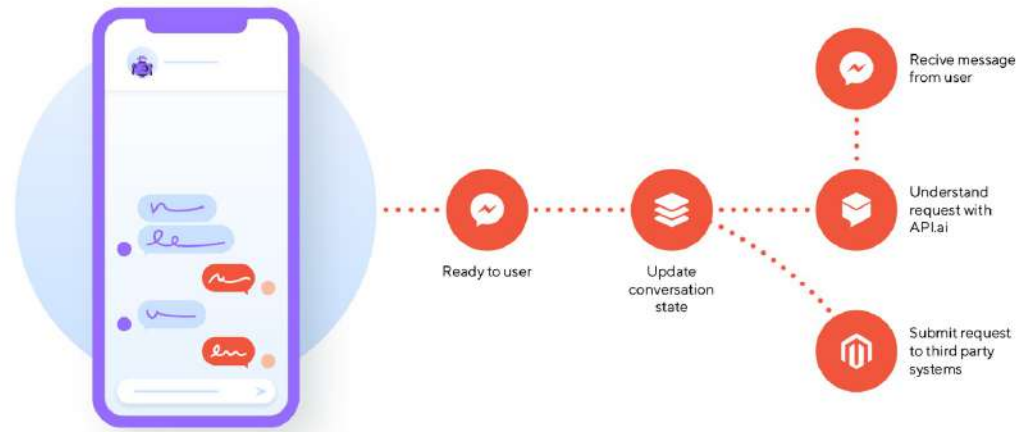 Recive message
from user
Ready to user
Update
conversation
state
Understand
request with
API.ai
Submit request
to third party
systems